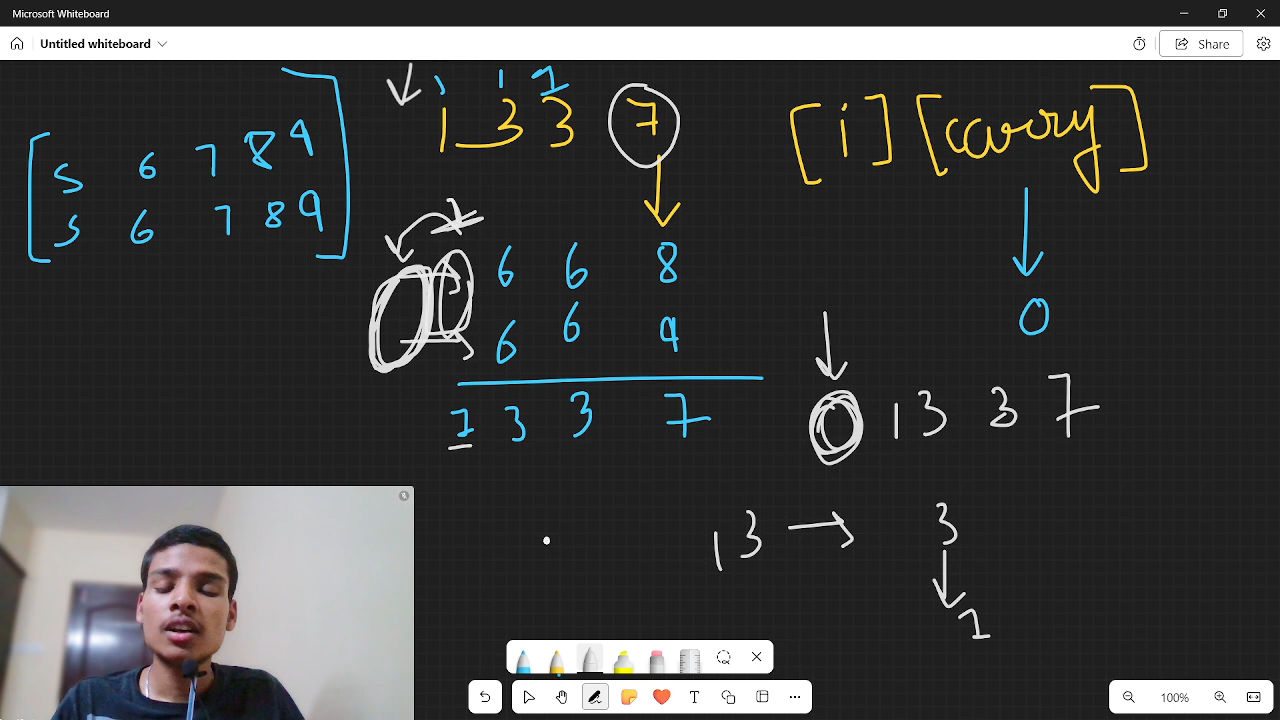 Microsoft Whiteboard
Untitled whiteboard
Share
1 1 1
1 3 3 7
[i] [carry]
5 6 7 8 9
5 6 7 8 9
6 6 8
6 6 9
1 3 3 7
0
0 1 3 3 7
13 → 3
1
T
100%